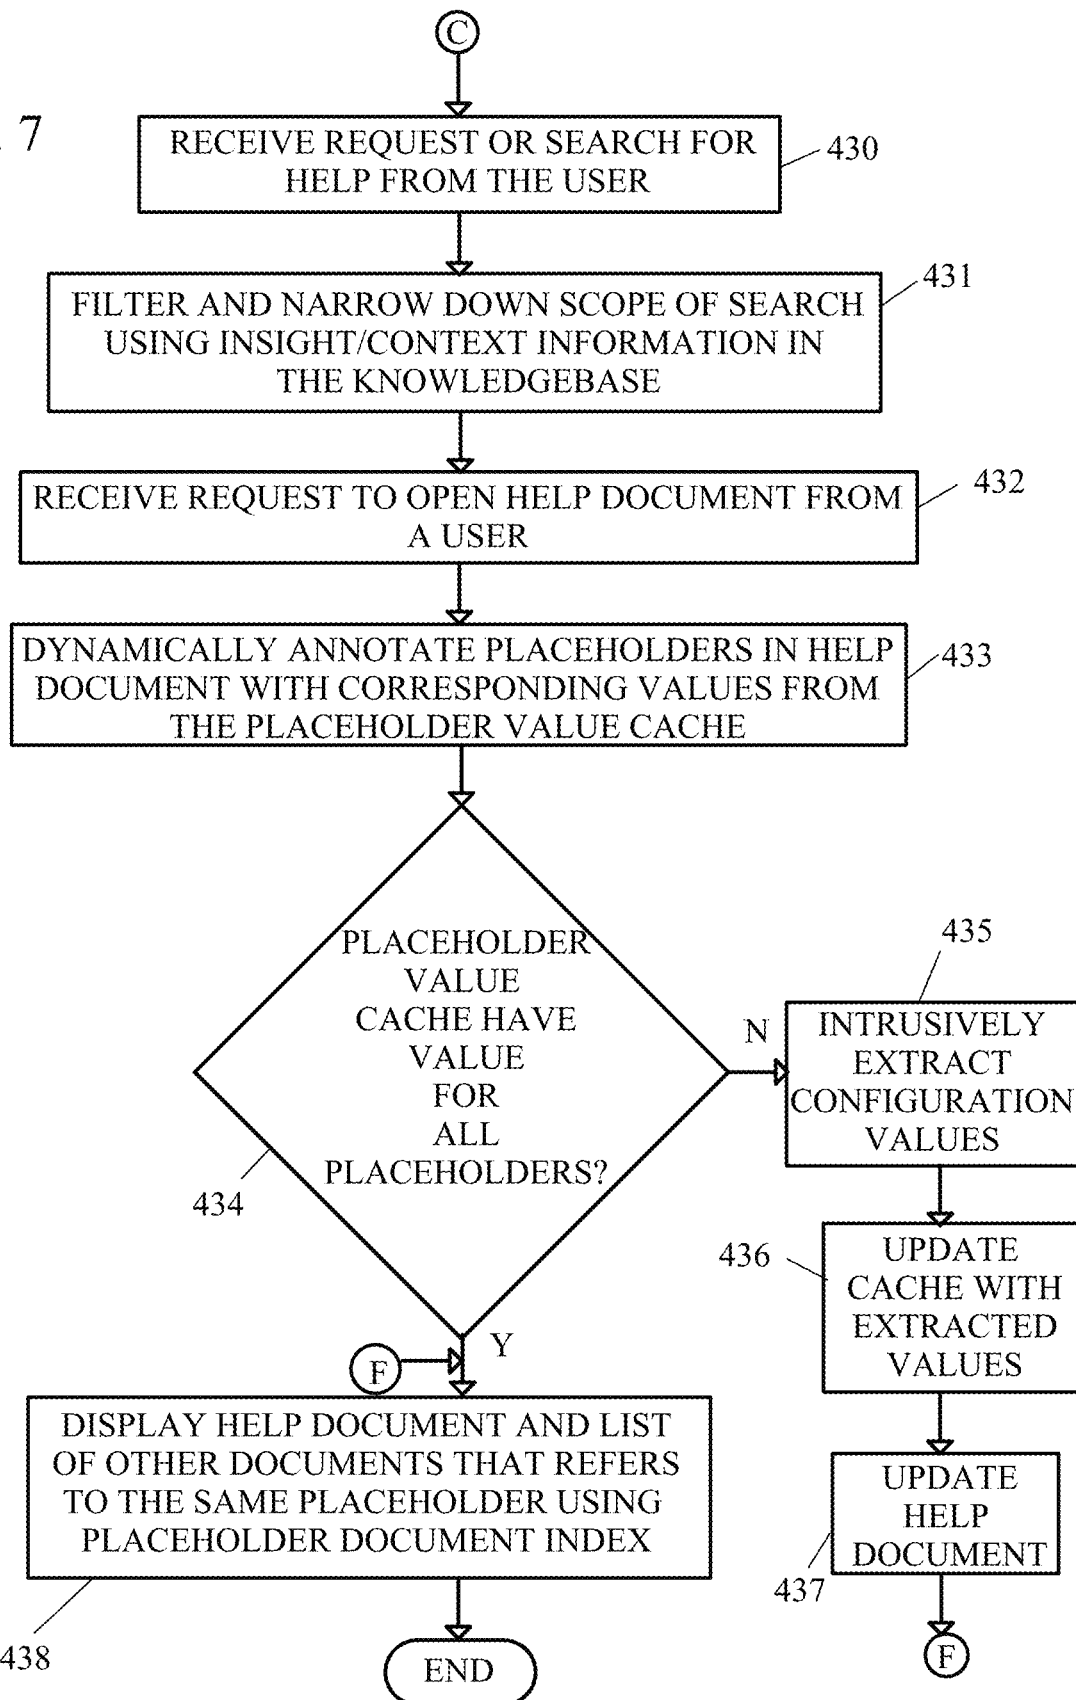 C
. 7
RECEIVE REQUEST OR SEARCH FOR
HELP FROM THE USER
430
FILTER AND NARROW DOWN SCOPE OF SEARCH
USING INSIGHT/CONTEXT INFORMATION IN
THE KNOWLEDGEBASE
431
RECEIVE REQUEST TO OPEN HELP DOCUMENT FROM
A USER
432
DYNAMICALLY ANNOTATE PLACEHOLDERS IN HELP
DOCUMENT WITH CORRESPONDING VALUES FROM
THE PLACEHOLDER VALUE CACHE
433
PLACEHOLDER
VALUE
CACHE HAVE
VALUE
FOR
ALL
PLACEHOLDERS?
434
N
435
INTRUSIVELY
EXTRACT
CONFIGURATION
VALUES
436
UPDATE
CACHE WITH
EXTRACTED
VALUES
Y
F
DISPLAY HELP DOCUMENT AND LIST
OF OTHER DOCUMENTS THAT REFERS
TO THE SAME PLACEHOLDER USING
PLACEHOLDER DOCUMENT INDEX
438
UPDATE
HELP
DOCUMENT
437
F
END